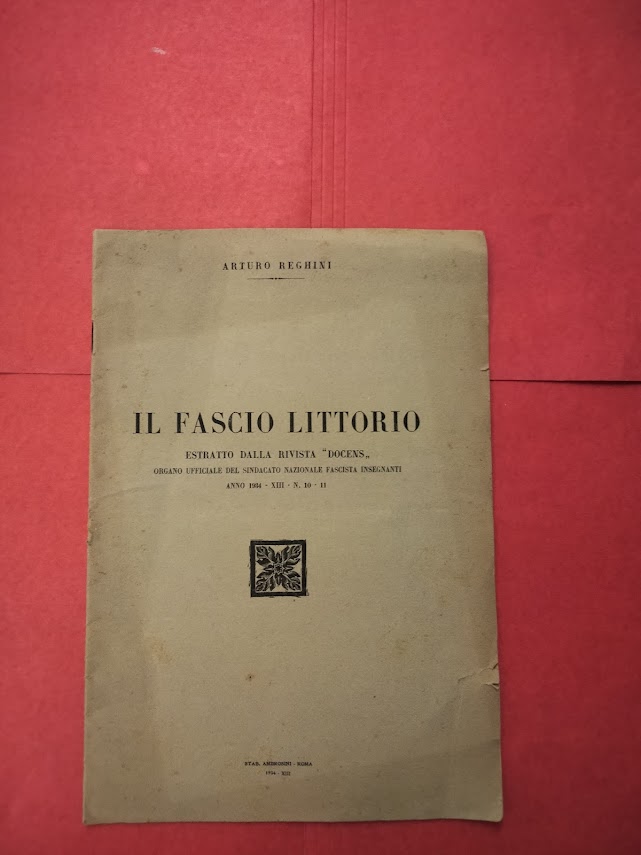 ARTURO REGHINI
IL FASCIO LITTORIO
ESTRATTO DALLA RIVISTA "DOCENS„
ORGANO UFFICIALE DEL SINDACATO NAZIONALE FASCISTA INSEGNANTI
ANNO 1934 - XIII - N. 10 - 11
STAB. AMBROSINI - ROMA
1934 - XIII